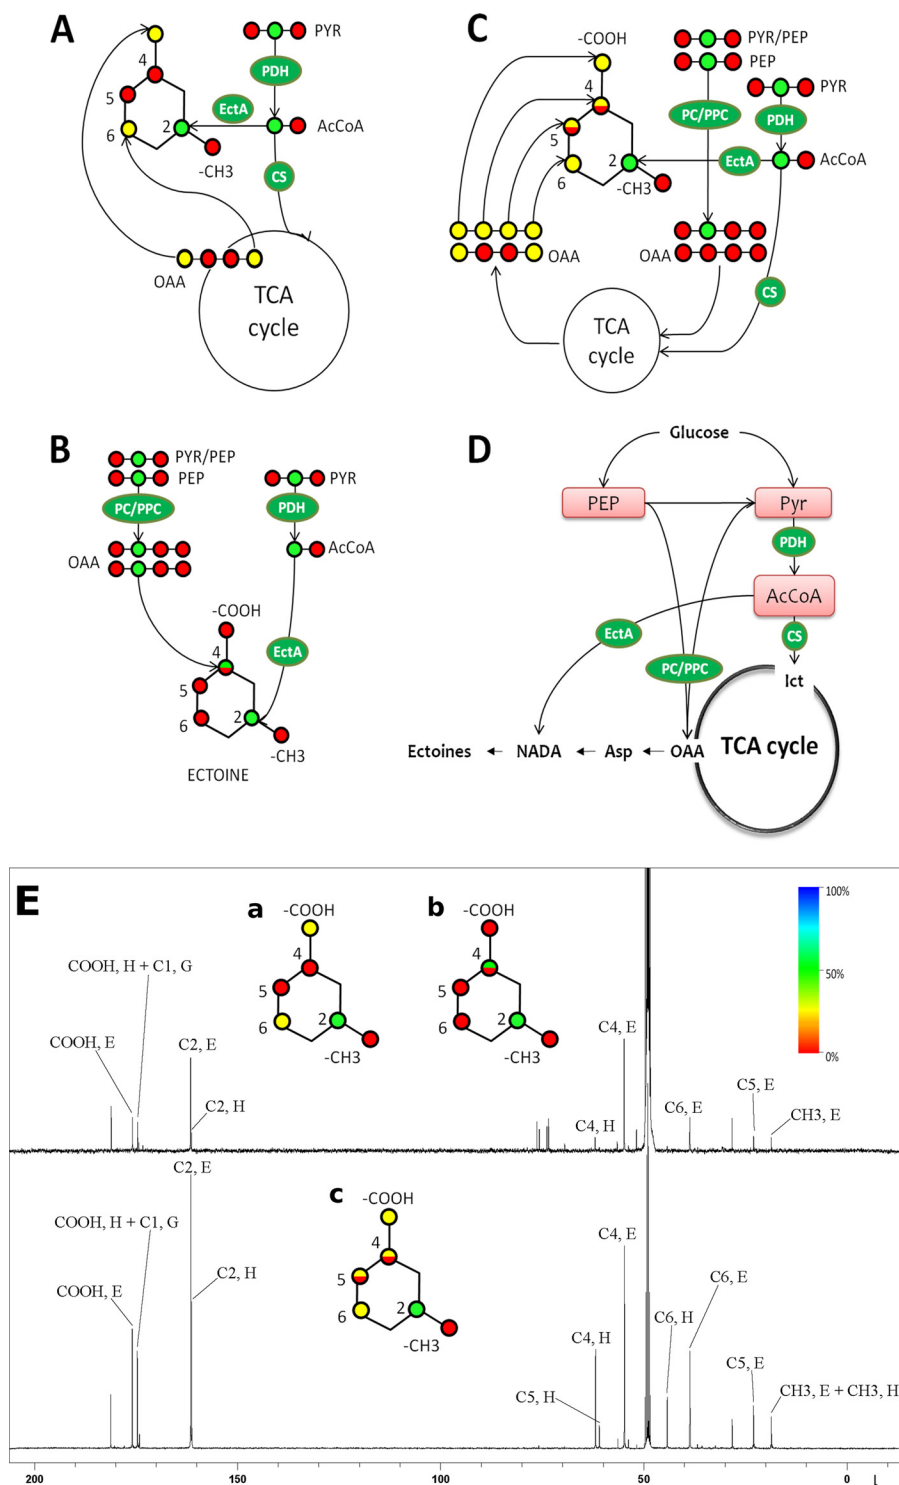 A
4
5
6
2
-CH3
PYR
PDH
EctA
AcCoA
CS
OAA
TCA
cycle
C
-COOH
4
5
6
2
-CH3
PYR/PEP
PEP
PYR
PC/PPC
PDH
EctA
AcCoA
OAA
OAA
CS
TCA
cycle
B
PYR/PEP
PEP
PYR
PC/PPC
PDH
OAA
AcCoA
-COOH
4
EctA
5
6
2
-CH3
ECTOINE
D
Glucose
PEP
Pyr
PDH
AcCoA
EctA
CS
PC/PPC
Ict
Ectoines
NADA
Asp
OAA
TCA cycle
E
a
-COOH
4
5
6
2
-CH3
b
-COOH
4
5
6
2
-CH3
100%
50%
0%
COOH, H + C1, G
COOH, E
C2, E
C2, H
C4, E
C4, H
C6, E
C5, E
CH3, E
C2, E
c
-COOH
4
5
6
2
-CH3
COOH, H + C1, G
COOH, E
C2, H
C4, E
C4, H
C5, H
C6, H
C6, E
C5, E
CH3, E + CH3, H
200
150
100
50
0